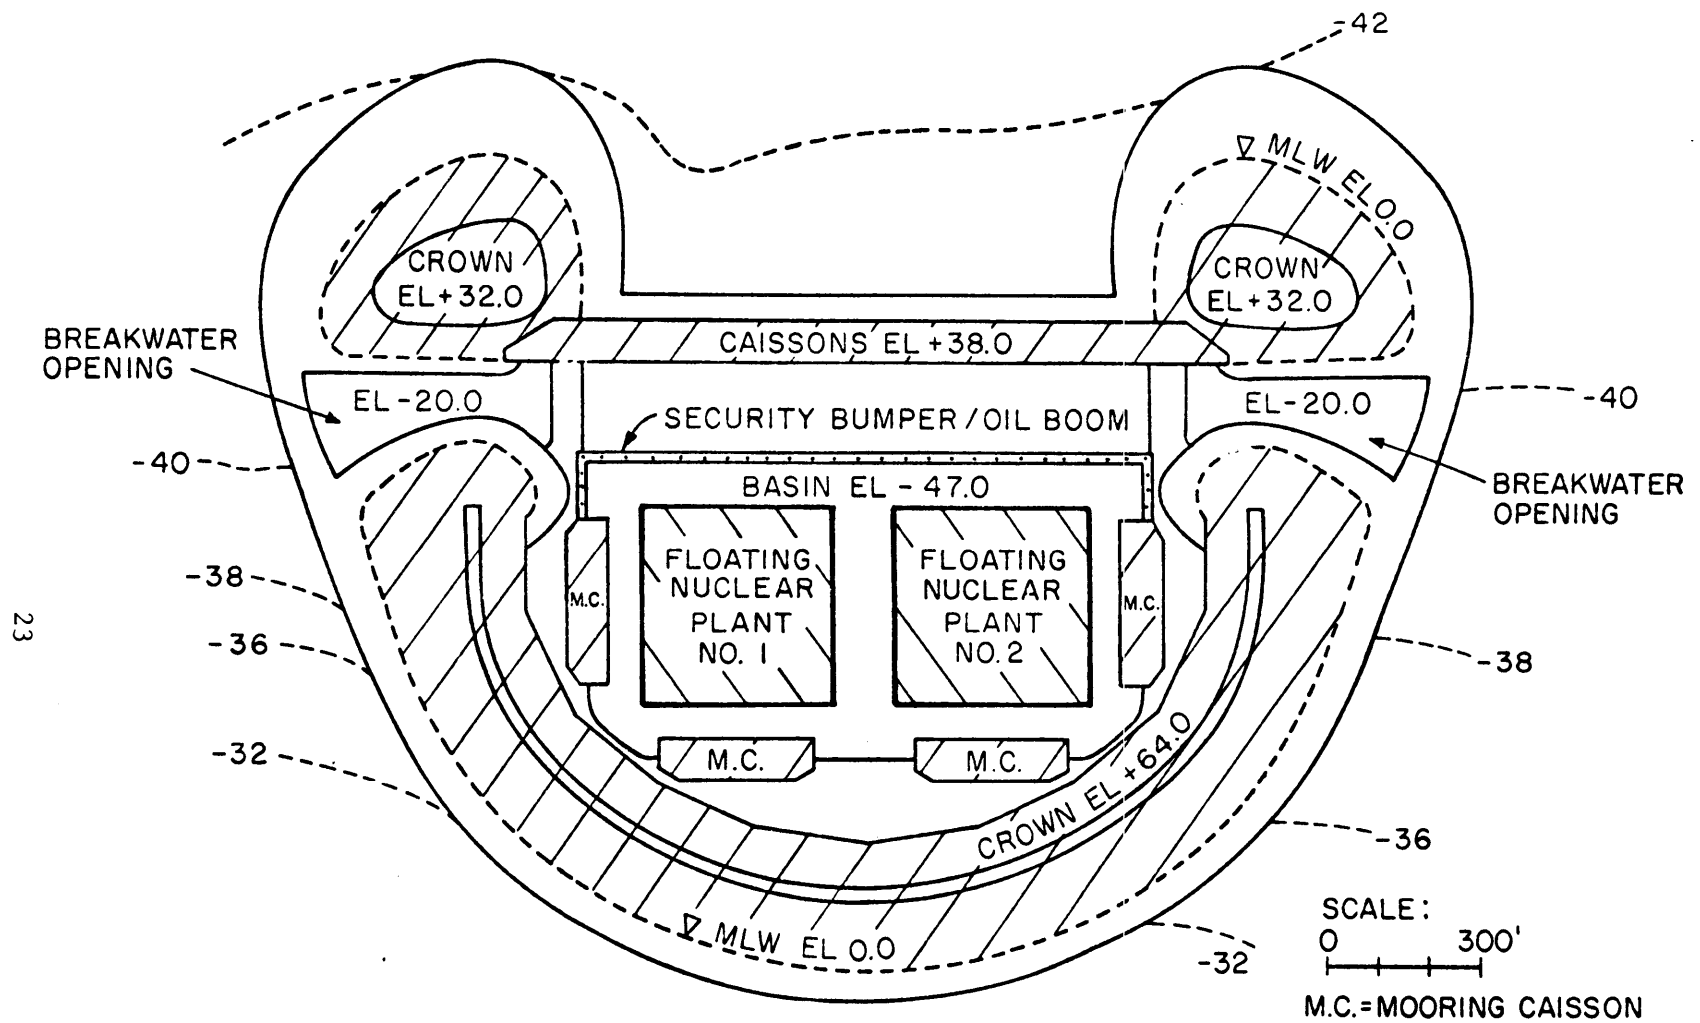 -42
MLW EL 0.0
CROWN
EL+32.0
CROWN
EL+32.0
BREAKWATER
OPENING
CAISSONS EL +38.0
EL-20.0
EL-20.0
-40
SECURITY BUMPER/OIL BOOM
-40
BASIN EL -47.0
BREAKWATER
OPENING
FLOATING
NUCLEAR
PLANT
NO. 1
FLOATING
NUCLEAR
PLANT
NO. 2
M.C.
M.C.
-38
-36
-38
23
-32
M.C.
M.C.
CROWN EL +64.0
-36
MLW EL 0.0
-32
SCALE:
0 300'
M.C.=MOORING CAISSON